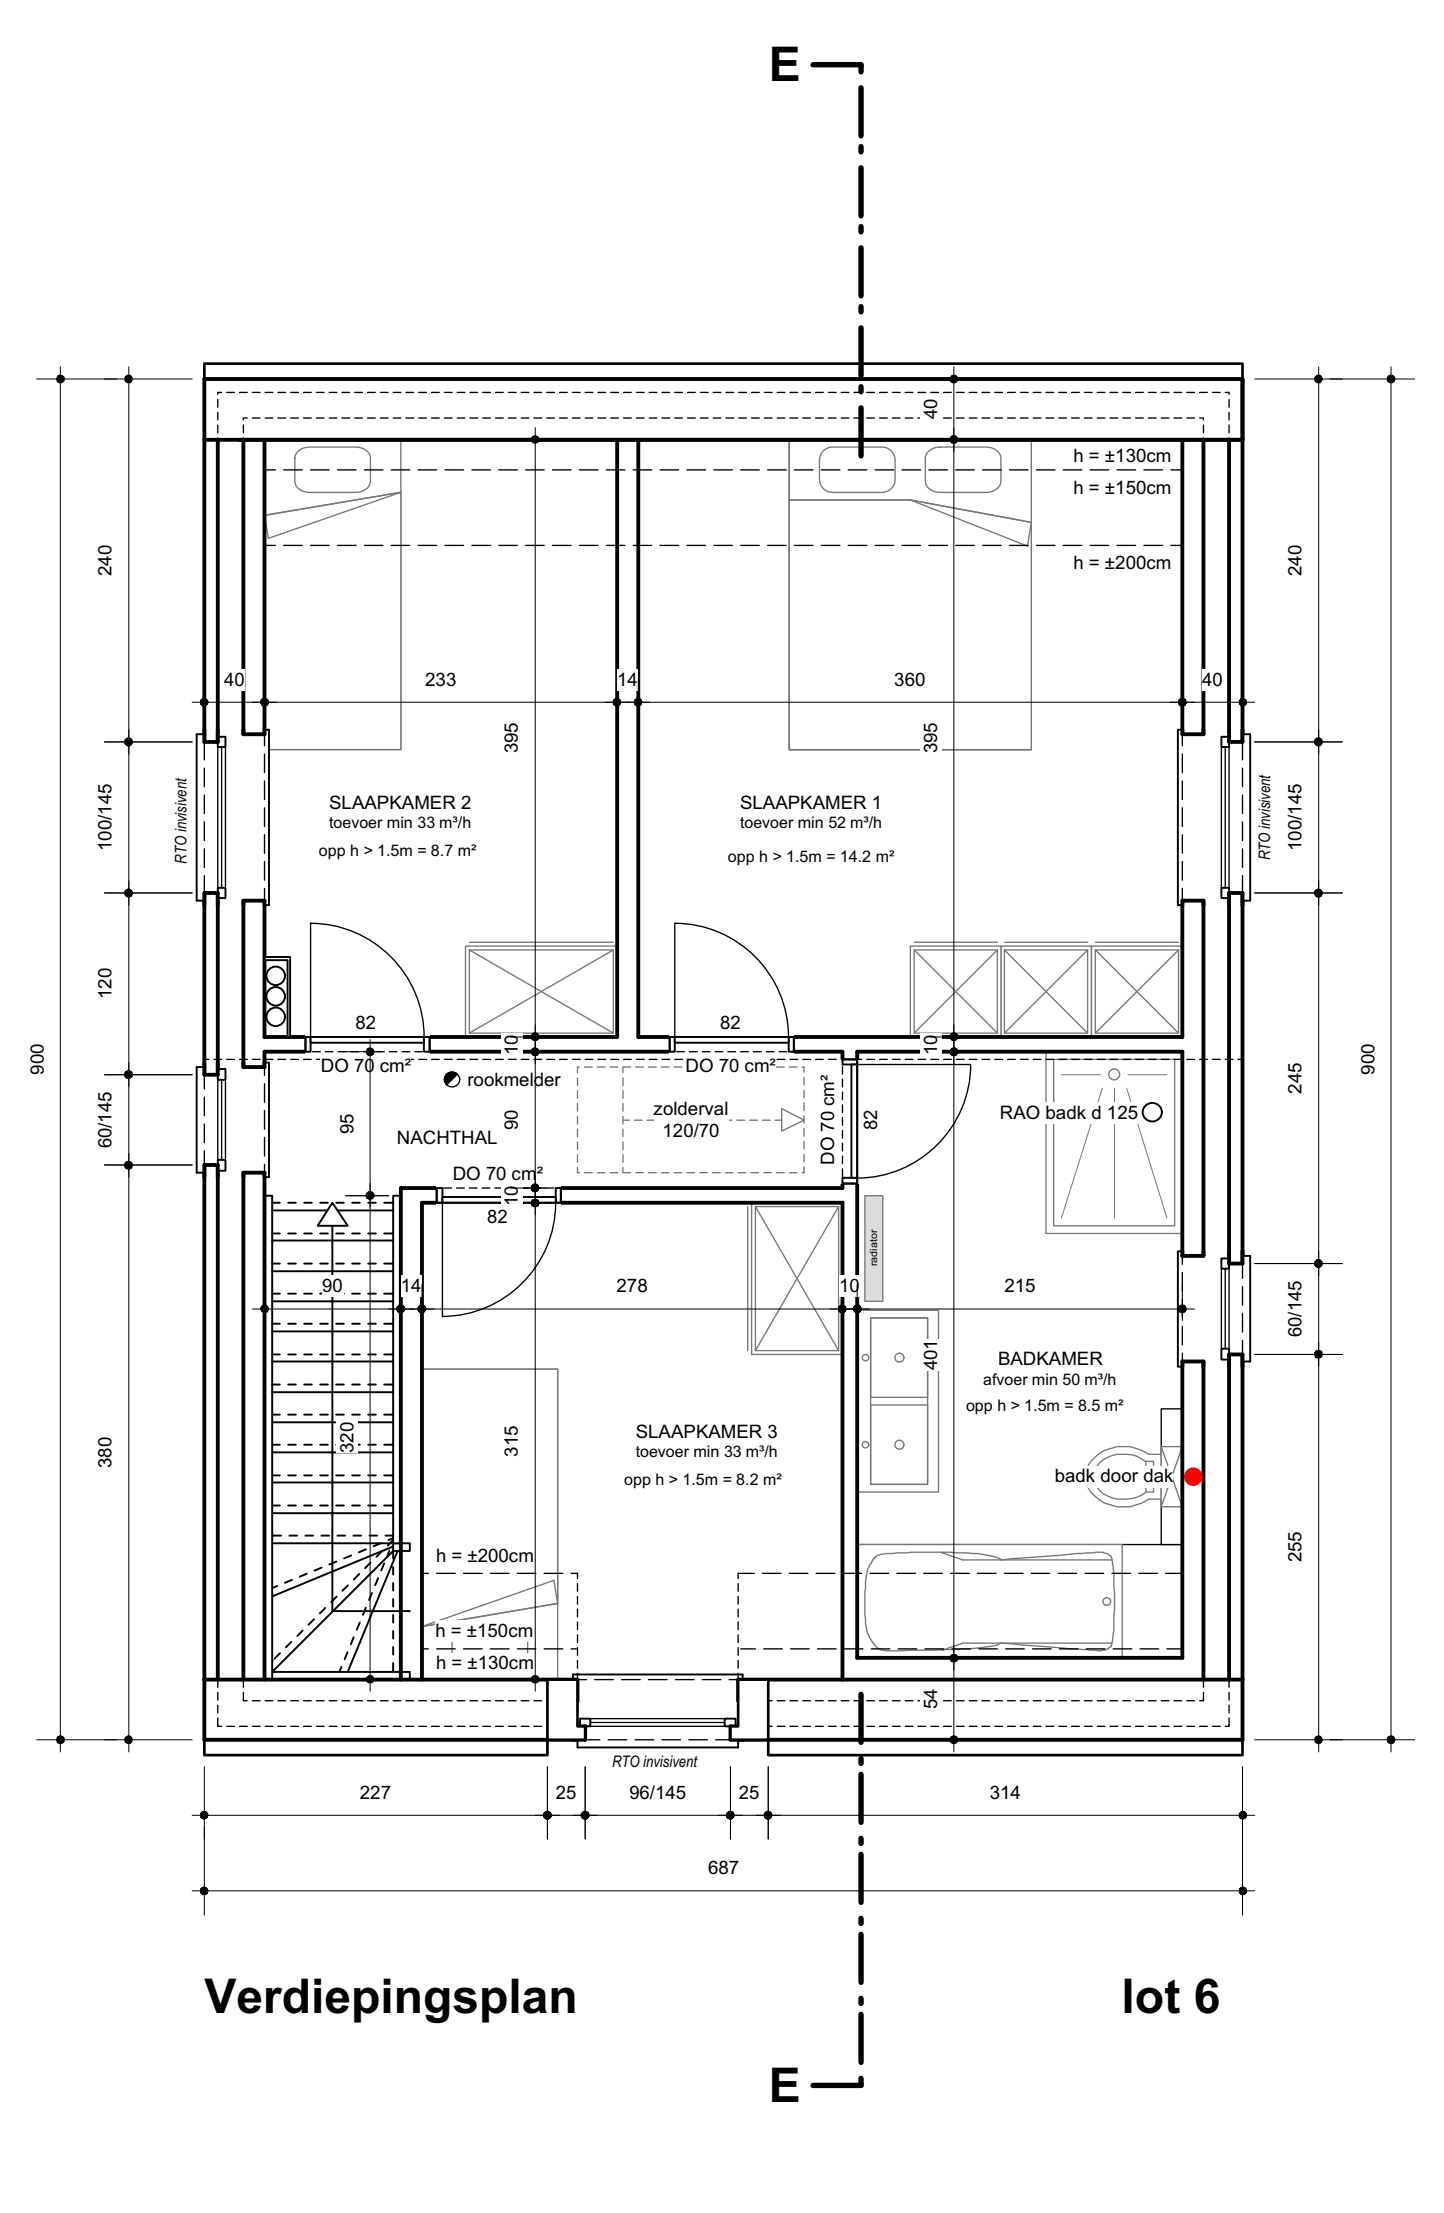 E
40
h = ±130cm
h = ±150cm
h = ±200cm
240
240
40
233
14
360
40
395
395
100/145
RTO invisivent
SLAAPKAMER 2
toevoer min 33 m³/h
opp h > 1.5m = 8.7 m²
SLAAPKAMER 1
toevoer min 52 m³/h
opp h > 1.5m = 14.2 m²
RTO invisivent
100/145
120
82
82
10
10
900
DO 70 cm²
rookmelder
DO 70 cm²
245
900
60/145
95
NACHTHAL
90
zolderval
120/70
DO 70 cm²
82
RAO badk d 125
DO 70 cm²
10
82
radiator
90
14
278
10
215
60/145
401
BADKAMER
afvoer min 50 m³/h
opp h > 1.5m = 8.5 m²
380
320
315
SLAAPKAMER 3
toevoer min 33 m³/h
opp h > 1.5m = 8.2 m²
badk door dak
255
h = ±200cm
h = ±150cm
h = ±130cm
54
RTO invisivent
227
25
96/145
25
314
687
Verdiepingsplan
lot 6
E